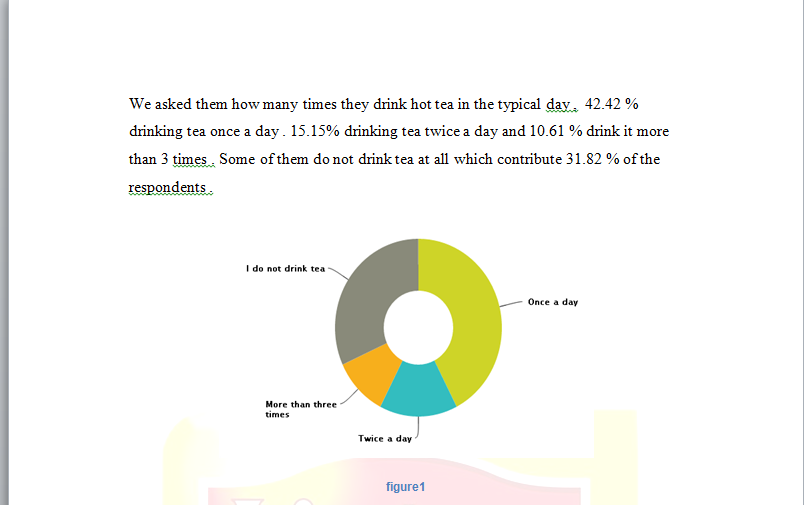 We asked them how many times they drink hot tea in the typical day . 42.42 %
drinking tea once a day . 15.15% drinking tea twice a day and 10.61 % drink it more
than 3 times . Some of them do not drink tea at all which contribute 31.82 % of the
respondents .
I do not drink tea
Once a day
More than three
times
Twice a day
figure1